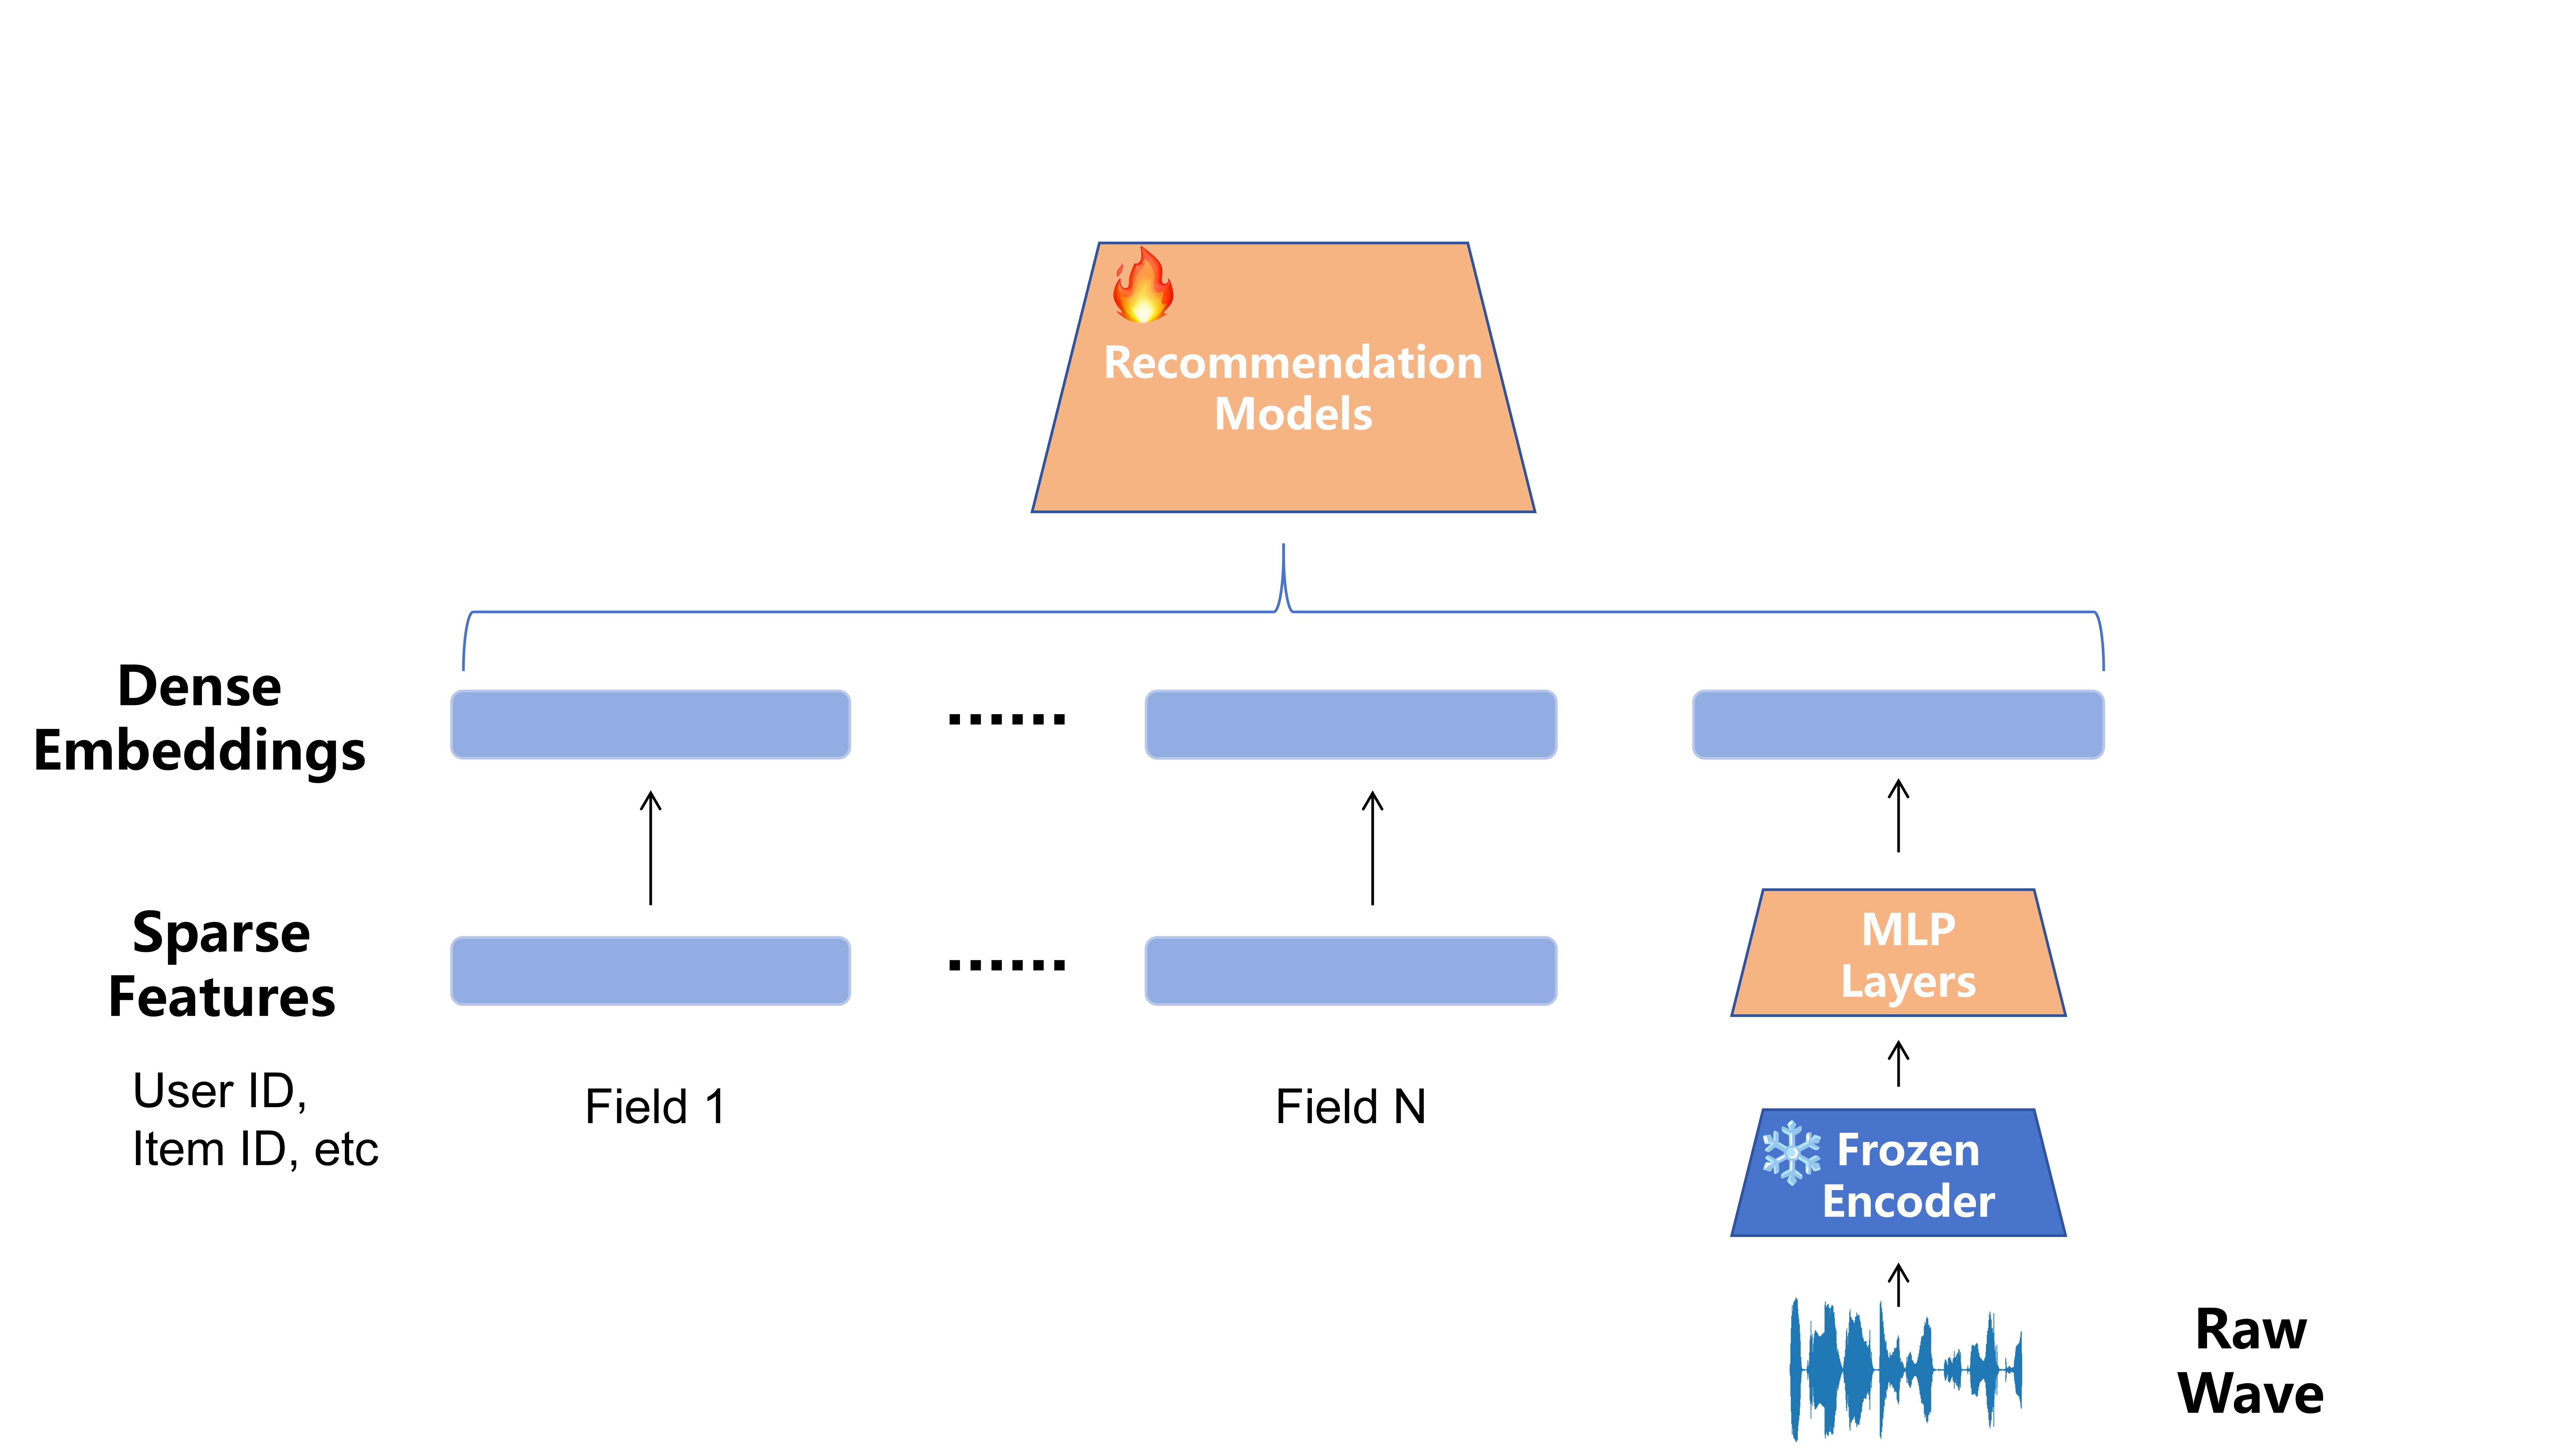 Recommendation
Models
Dense
Embeddings
......
Sparse
Features
......
User ID,
Item ID, etc
Field 1
Field N
MLP
Layers
Frozen
Encoder
Raw
Wave